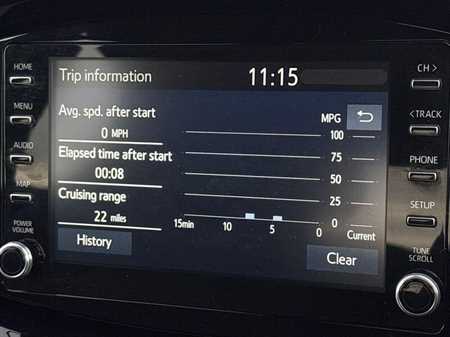 HOME
MENU
AUDIO
MAP
POWER
VOLUME
Trip information
11:15
Avg. spd. after start
0 MPH
Elapsed time after start
00:08
Cruising range
22 miles
History
MPG
100
75
50
25
0
15min 10 5 0 Current
Clear
CH >
< TRACK
PHONE
SETUP
TUNE
SCROLL